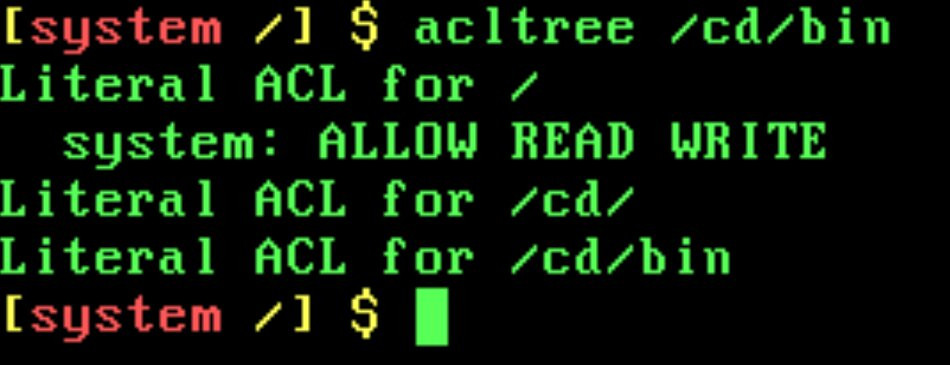 [system /] $ acltree /cd/bin
Literal ACL for /
  system: ALLOW READ WRITE
Literal ACL for /cd/
Literal ACL for /cd/bin
[system /] $